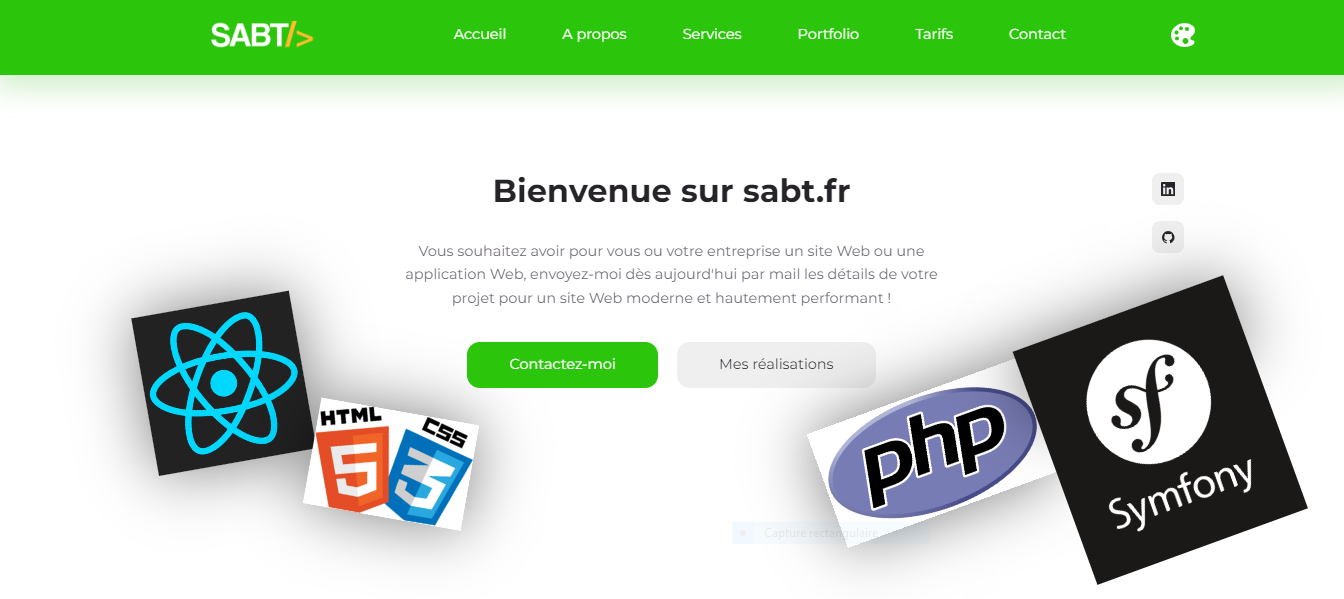 SABT/>
Accueil
A propos
Services
Portfolio
Tarifs
Contact
Bienvenue sur sabt.fr
Vous souhaitez avoir pour vous ou votre entreprise un site Web ou une
application Web, envoyez-moi dès aujourd'hui par mail les détails de votre
projet pour un site Web moderne et hautement performant !
Contactez-moi
Mes réalisations
HTML
5
CSS
3
php
sf
Symfony
Capture rectangulaire
in